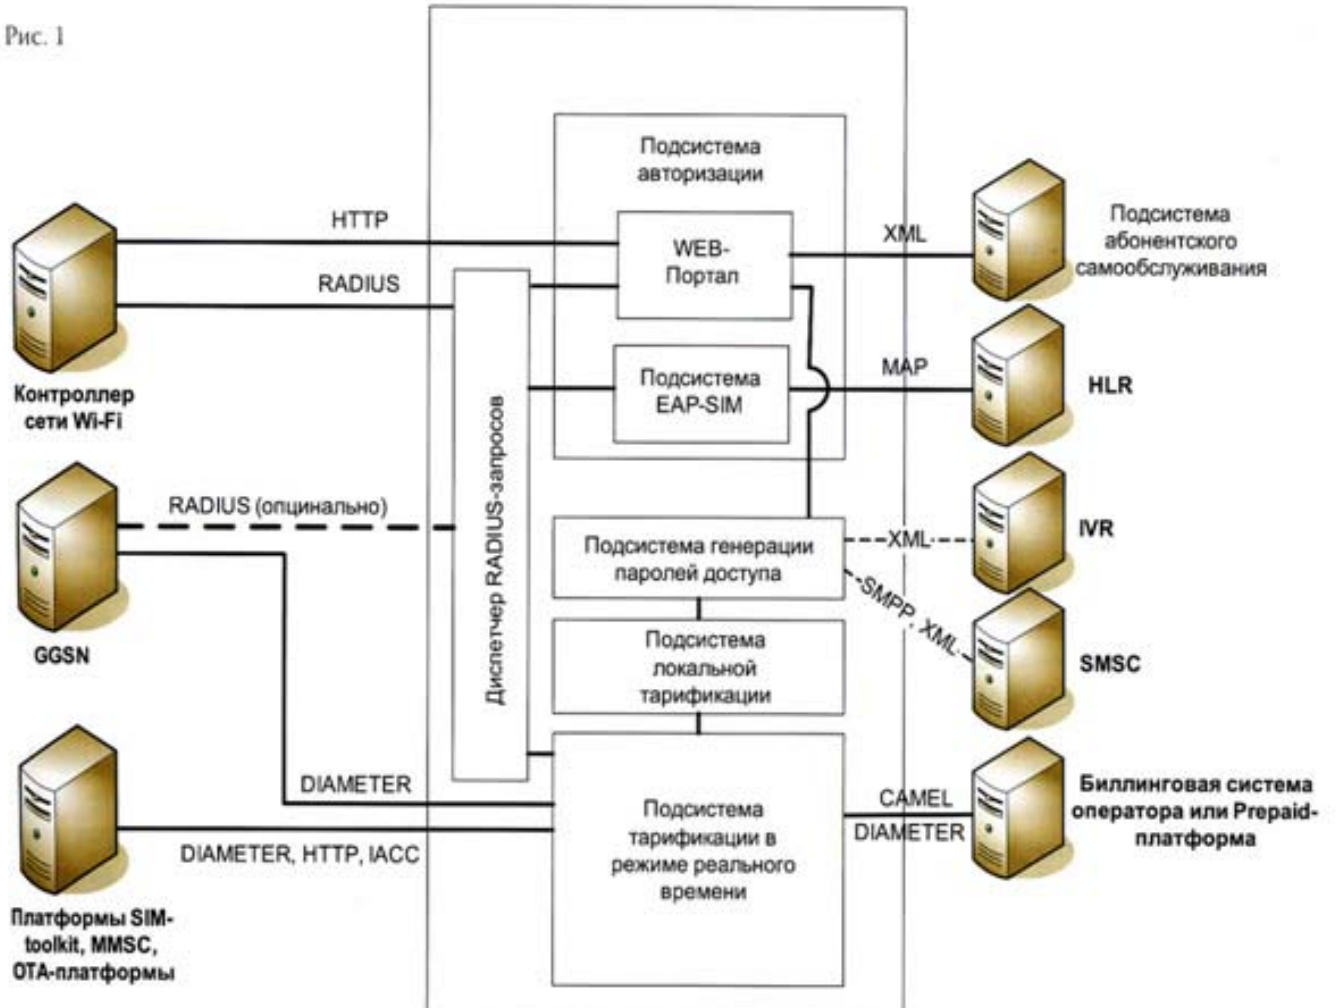 Рис. 1
Подсистема
авторизации
HTTP
WEB-
Портал
XML
Подсистема
абонентского
самообслуживания
RADIUS
Контроллер
сети Wi-Fi
Диспетчер RADIUS-запросов
Подсистема
EAP-SIM
MAP
HLR
RADIUS (опцинально)
GGSN
Подсистема генерации
паролей доступа
XML
IVR
SMPP, XML
SMSC
Подсистема
локальной
тарификации
DIAMETER
DIAMETER, HTTP, IACC
Платформы SIM-
toolkit, MMSC,
OTA-платформы
Подсистема
тарификации в
режиме реального
времени
CAMEL
DIAMETER
Биллинговая система
оператора или Prepaid-
платформа